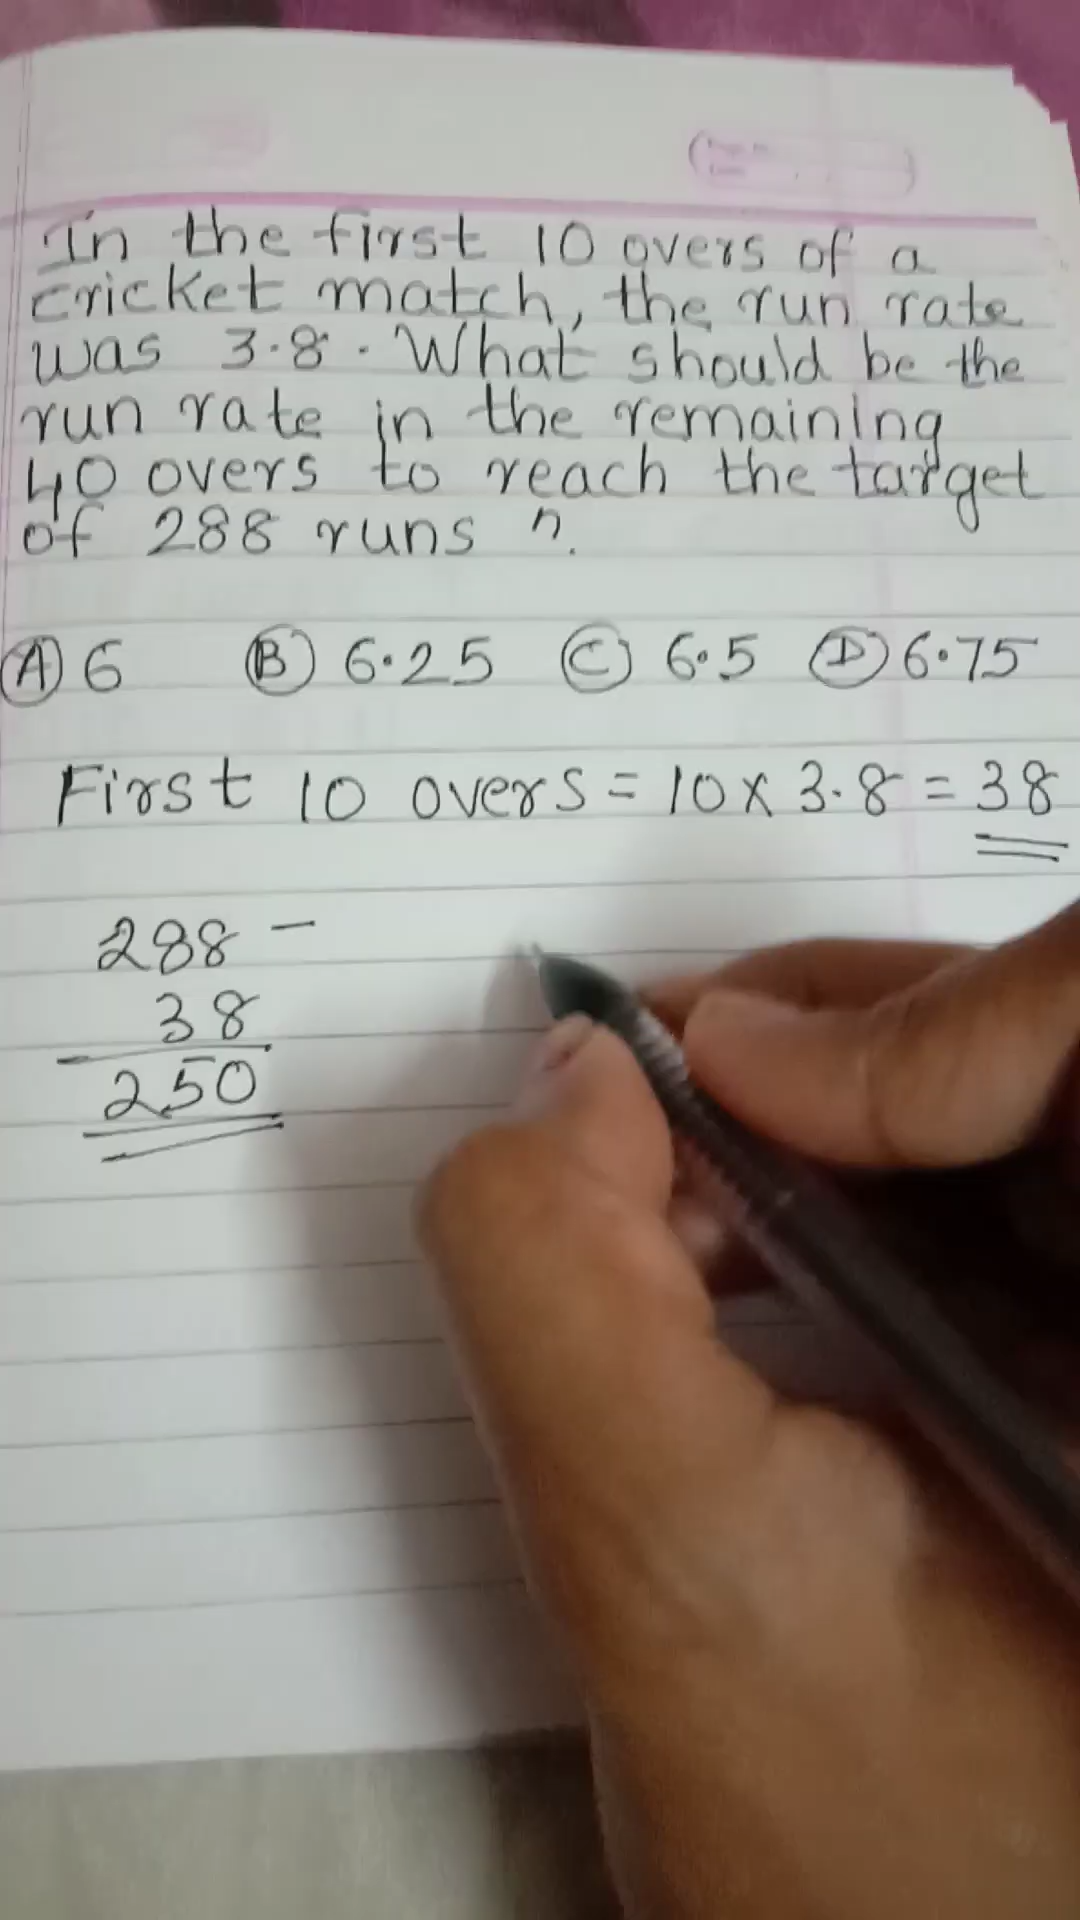 In the first 10 overs of a
cricket match, the run rate
was 3.8. What should be the
run rate in the remaining
40 overs to reach the target
of 288 runs ?.
(A) 6 (B) 6.25 (C) 6.5 (D) 6.75
First 10 overs = 10 x 3.8 = 38
288 -
38
250